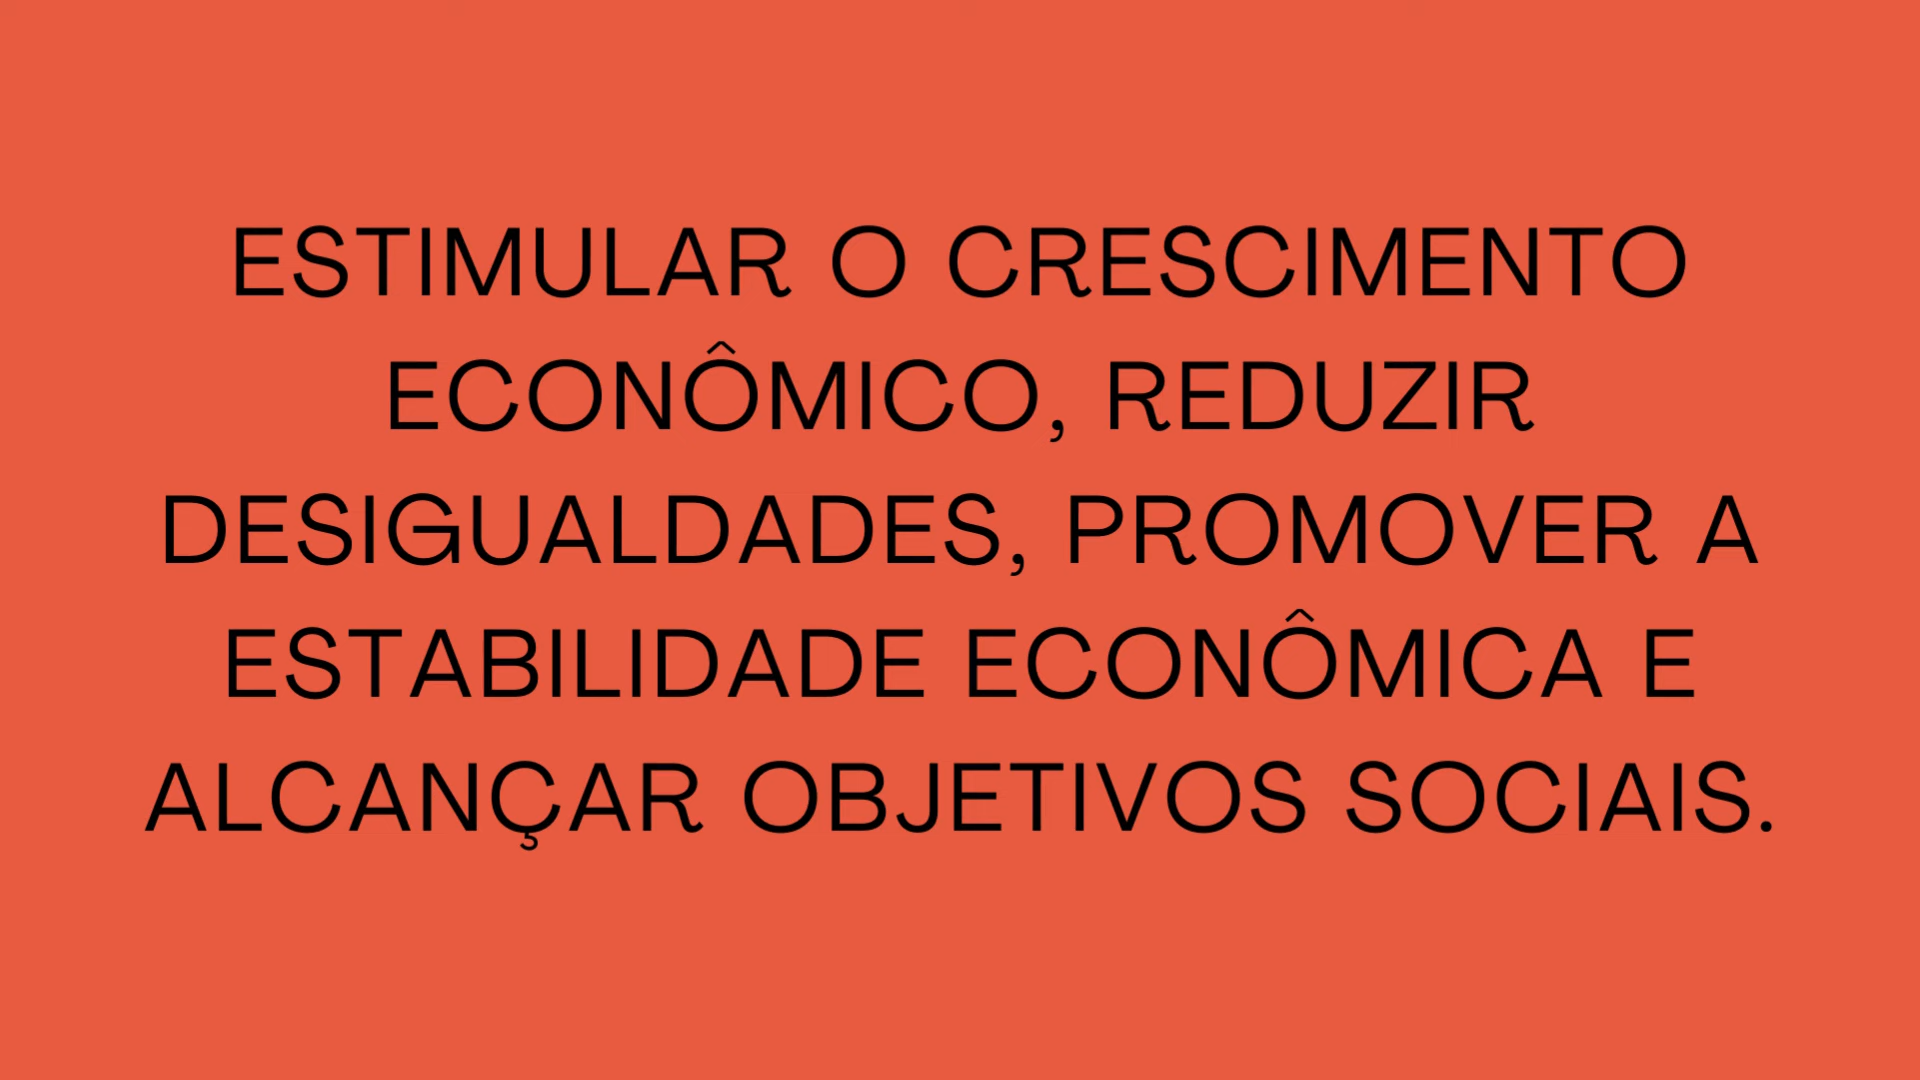 ESTIMULAR O CRESCIMENTO
ECONÔMICO, REDUZIR
DESIGUALDADES, PROMOVER A
ESTABILIDADE ECONÔMICA E
ALCANÇAR OBJETIVOS SOCIAIS.